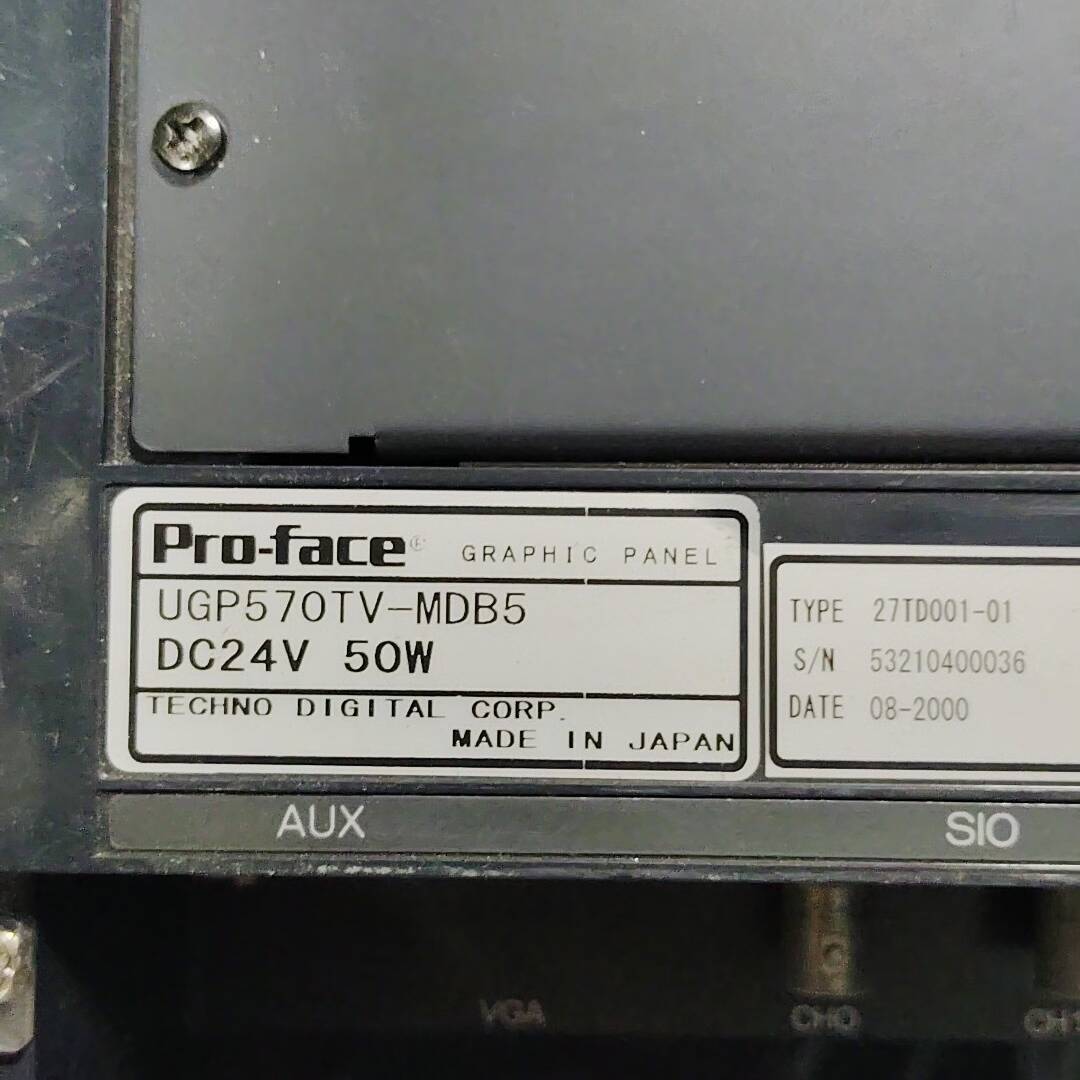 Pro-face® GRAPHIC PANEL
UGP570TV-MDB5
DC24V 50W
TECHNO DIGITAL CORP.
MADE IN JAPAN
TYPE 27TD001-01
S/N 53210400036
DATE 08-2000
AUX
SIO
VGA
CH0
CH1